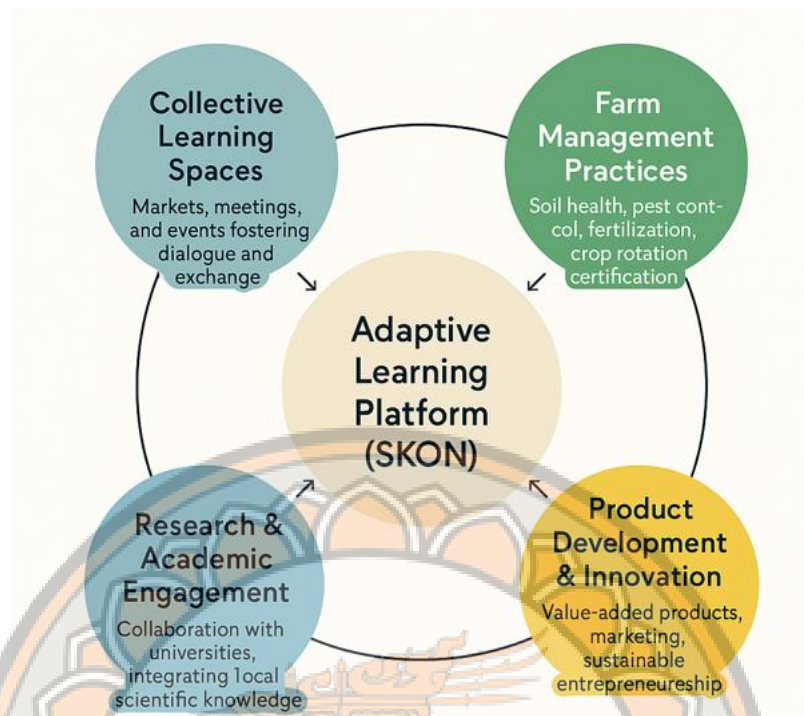 Collective
Learning
Spaces
Markets, meetings,
and events fostering
dialogue and
exchange
Farm
Management
Practices
Soil health, pest cont-
col, fertilization,
crop rotation
certification
Adaptive
Learning
Platform
(SKON)
Research &
Academic
Engagement
Collaboration with
universities,
integrating local
scientific knowledge
Product
Development
& Innovation
Value-added products,
marketing,
sustainable
entrepreneureship